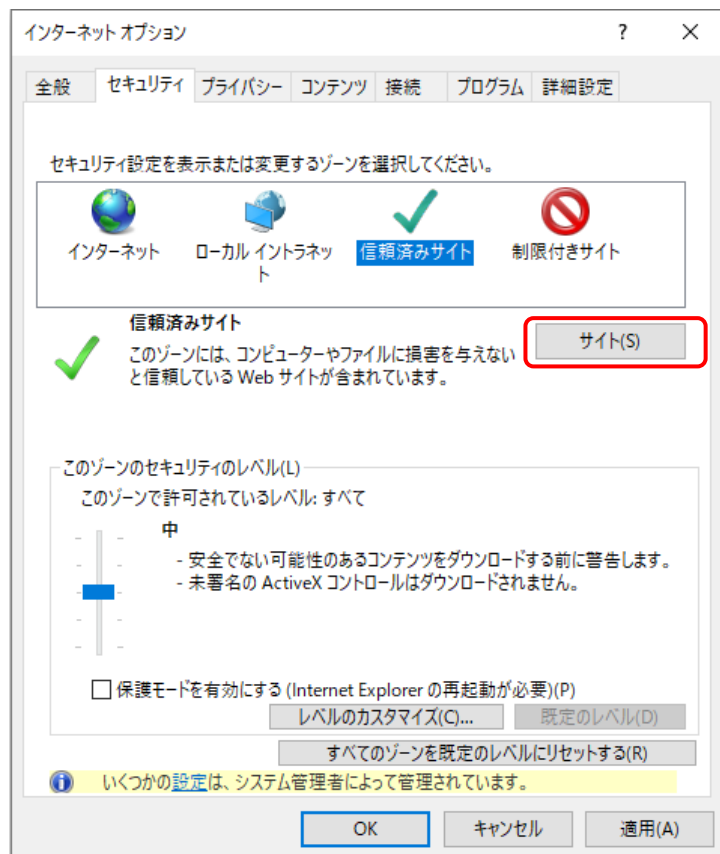 インターネット オプション
?
全般 セキュリティ プライバシー コンテンツ 接続 プログラム 詳細設定
セキュリティ設定を表示または変更するゾーンを選択してください。
インターネット
ローカル イントラネッ
ト
信頼済みサイト
制限付きサイト
信頼済みサイト
このゾーンには、コンピューターやファイルに損害を与えない
と信頼している Web サイトが含まれています。
サイト(S)
このゾーンのセキュリティのレベル(L)
このゾーンで許可されているレベル: すべて
中
- 安全でない可能性のあるコンテンツをダウンロードする前に警告します。
- 未署名の ActiveX コントロールはダウンロードされません。
保護モードを有効にする (Internet Explorer の再起動が必要)(P)
レベルのカスタマイズ(C)... 既定のレベル(D)
すべてのゾーンを既定のレベルにリセットする(R)
いくつかの設定は、システム管理者によって管理されています。
OK キャンセル 適用(A)